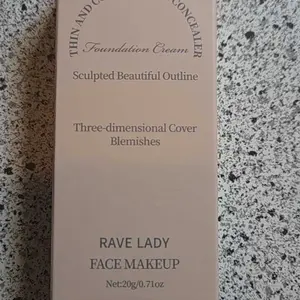 THIN AND CO CONCEALER
Foundation Cream
Sculpted Beautiful Outline
Three-dimensional Cover
Blemishes
RAVE LADY
FACE MAKEUP
Net:20g/0.71oz